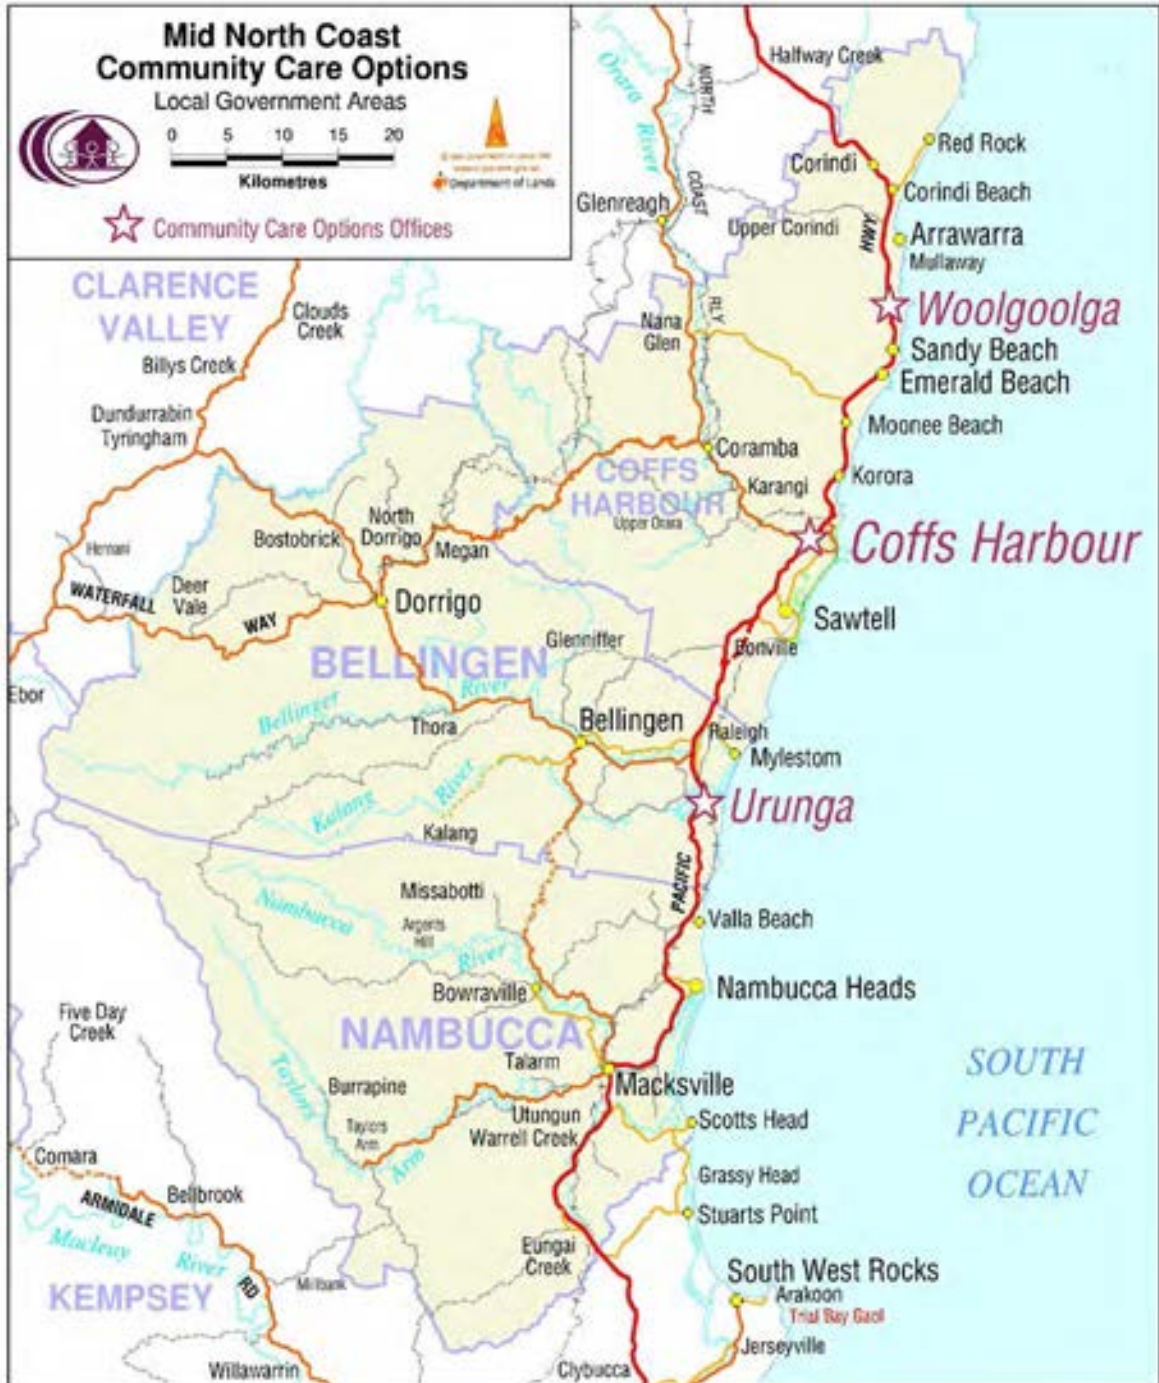 Mid North Coast
Community Care Options
Local Government Areas
0 5 10 15 20
Kilometres
Department of Lands
Community Care Options Offices
Orara
River
NORTH
COAST
RLY
Halfway Creek
Red Rock
Corindi
Corindi Beach
Glenreagh
Upper Corindi
HWY
Arrawarra
Mullaway
CLARENCE
VALLEY
Clouds
Creek
Woolgoolga
Nana
Glen
Billys Creek
Sandy Beach
Emerald Beach
Dundurrabin
Tyringham
Moonee Beach
Coramba
COFFS
HARBOUR
Karangi
Korora
Upper Orara
North
Dorrigo
Bostobrick
Megan
Coffs Harbour
Hernani
Deer
Vale
WATERFALL
WAY
Dorrigo
Sawtell
Glenniffer
Bonville
BELLINGEN
Ebor
Bellinger
River
Thora
Bellingen
Raleigh
Mylestom
Kalang
River
Kalang
Urunga
PACIFIC
Missabotti
Nambucca
River
Argents
Hill
Valla Beach
Bowraville
Nambucca Heads
Five Day
Creek
NAMBUCCA
Talarm
Macksville
Burrapine
Taylors
Arm
Taylors
Arm
Utungun
Warrell Creek
Scotts Head
SOUTH
PACIFIC
OCEAN
Comara
Bellbrook
ARMIDALE
RD
Macleay
River
Grassy Head
Stuarts Point
Eungai
Creek
KEMPSEY
Millbank
South West Rocks
Arakoon
Trial Bay Gaol
Jerseyville
Willawarrin
Clybucca